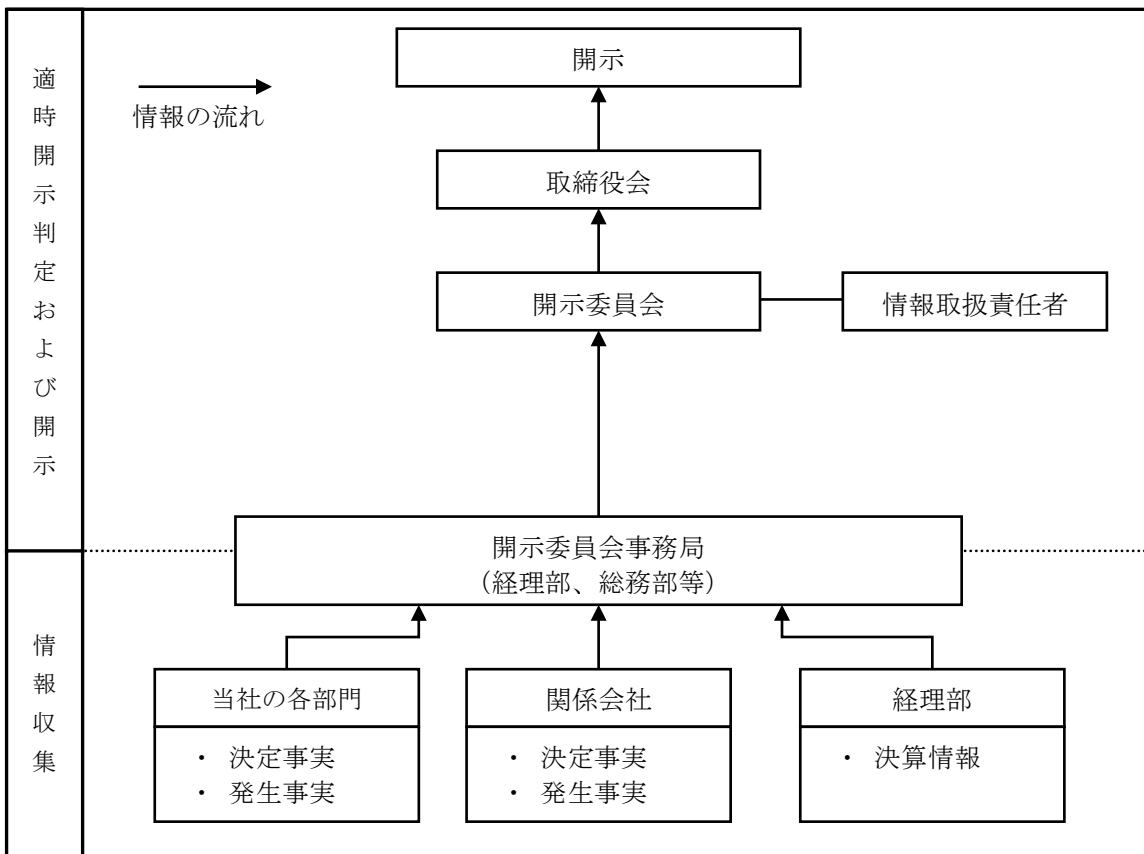 適時開示判定および開示
情報の流れ
開示
取締役会
開示委員会
情報取扱責任者
開示委員会事務局
(経理部、総務部等)
情報収集
当社の各部門
・ 決定事実
・ 発生事実
関係会社
・ 決定事実
・ 発生事実
経理部
・ 決算情報